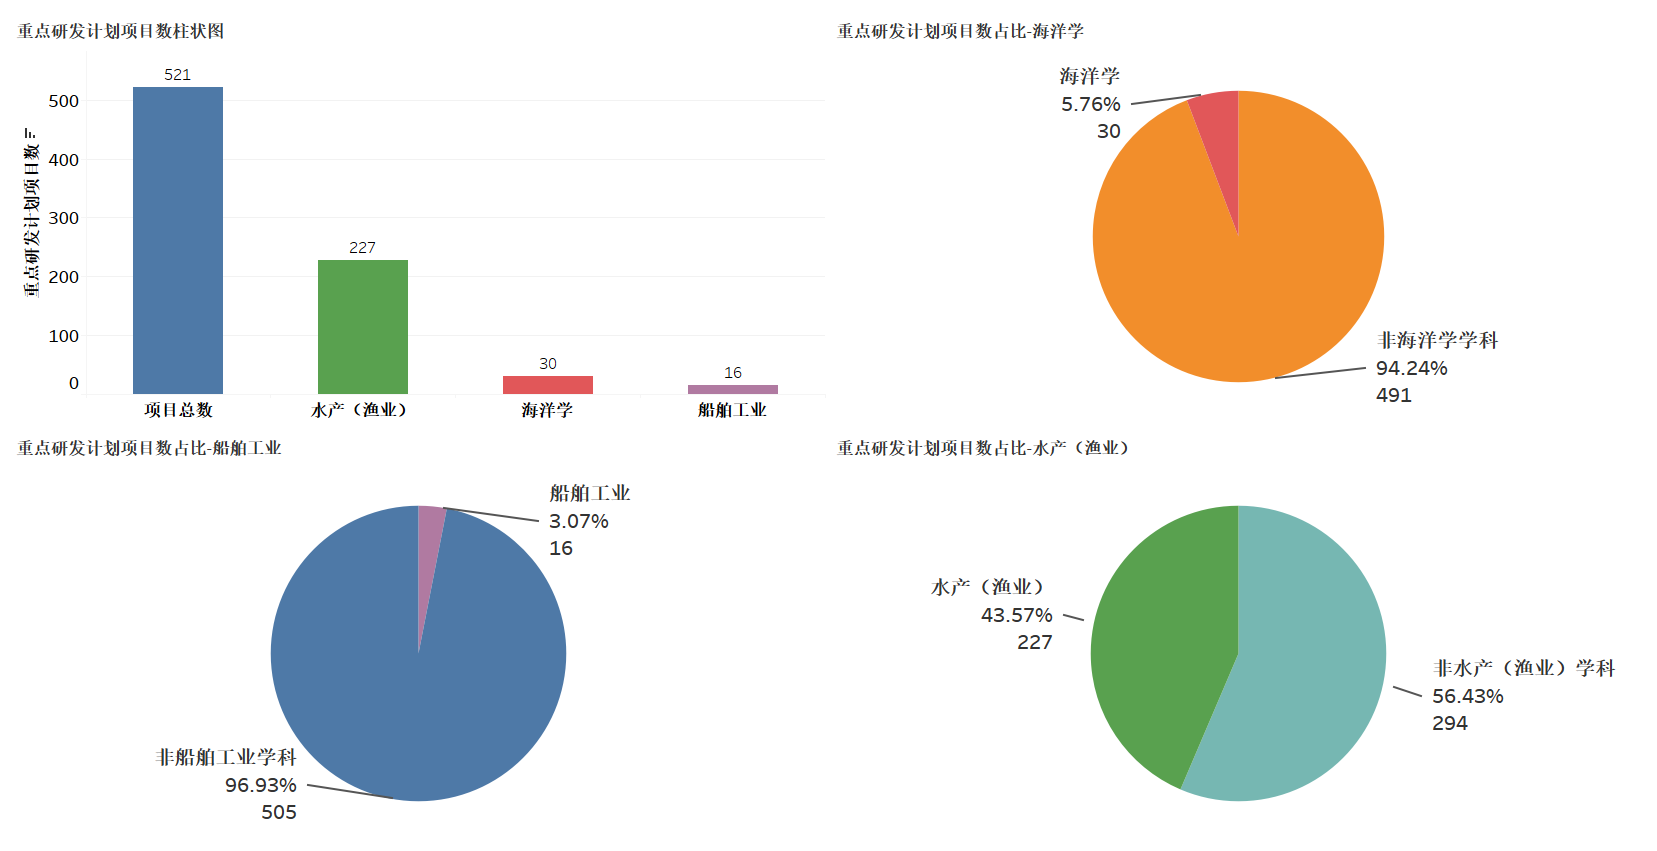 重点研发计划项目数柱状图
521
500
400
300
200
100
0
重点研发计划项目数
227
30
16
项目总数
水产（渔业）
海洋学
船舶工业
重点研发计划项目数占比-海洋学
海洋学
5.76%
30
非海洋学学科
94.24%
491
重点研发计划项目数占比-船舶工业
船舶工业
3.07%
16
非船舶工业学科
96.93%
505
重点研发计划项目数占比-水产（渔业）
水产（渔业）
43.57%
227
非水产（渔业）学科
56.43%
294